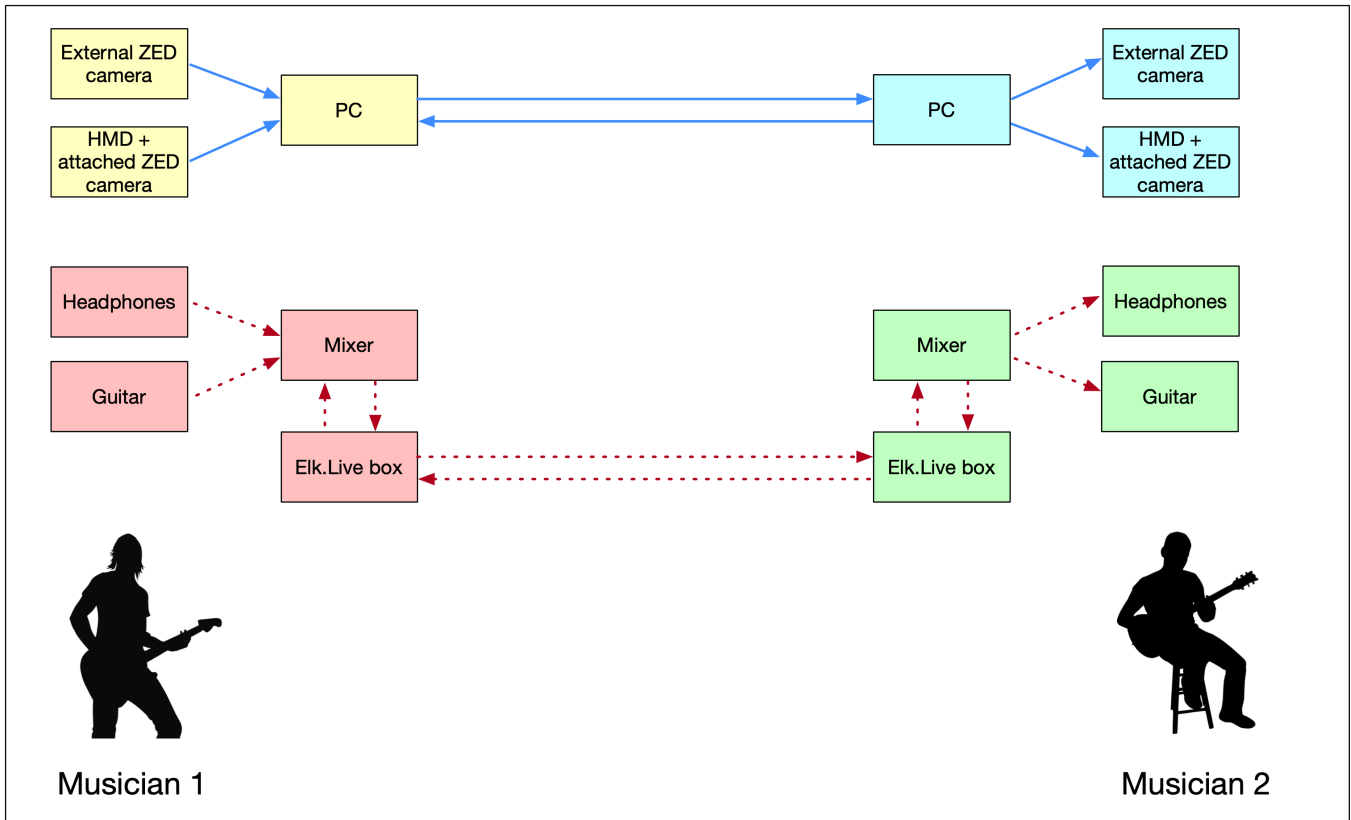 External ZED
camera
PC
PC
External ZED
camera
HMD +
attached ZED
camera
HMD +
attached ZED
camera
Headphones
Mixer
Mixer
Headphones
Guitar
Guitar
Elk.Live box
Elk.Live box
Musician 1
Musician 2